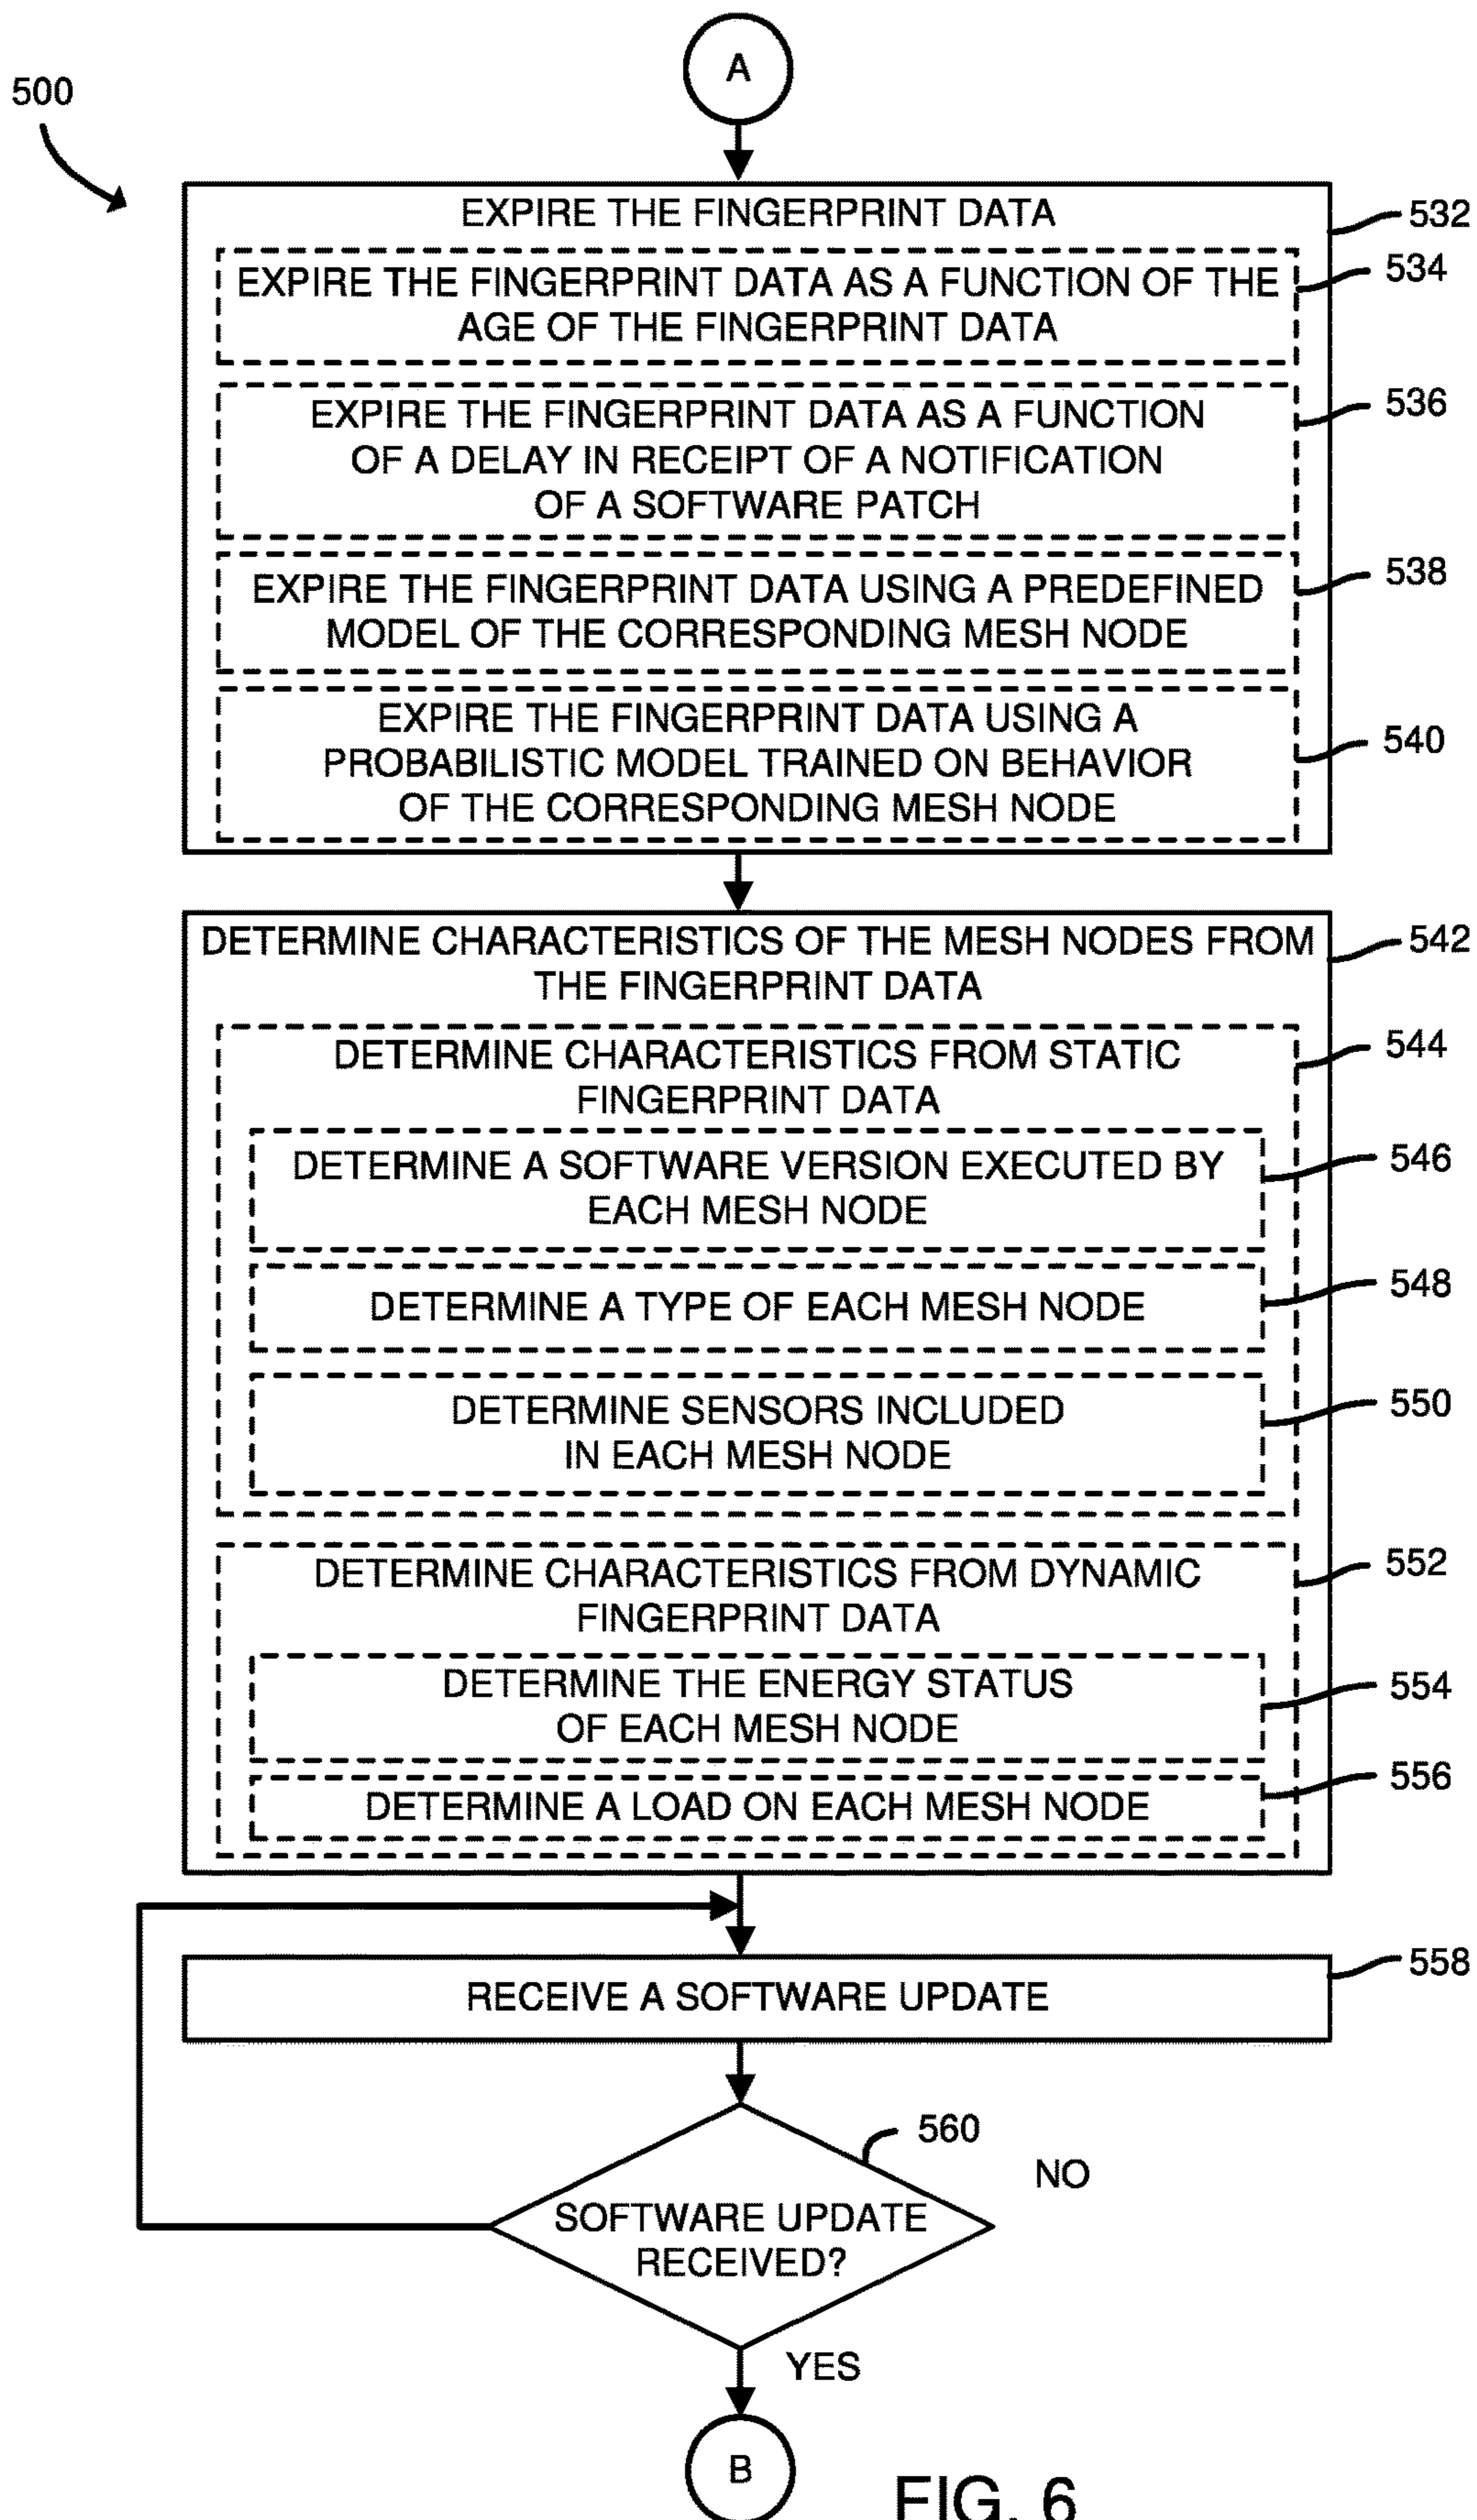 A
500
EXPIRE THE FINGERPRINT DATA
532
EXPIRE THE FINGERPRINT DATA AS A FUNCTION OF THE
AGE OF THE FINGERPRINT DATA
534
EXPIRE THE FINGERPRINT DATA AS A FUNCTION
OF A DELAY IN RECEIPT OF A NOTIFICATION
OF A SOFTWARE PATCH
536
EXPIRE THE FINGERPRINT DATA USING A PREDEFINED
MODEL OF THE CORRESPONDING MESH NODE
538
EXPIRE THE FINGERPRINT DATA USING A
PROBABILISTIC MODEL TRAINED ON BEHAVIOR
OF THE CORRESPONDING MESH NODE
540
DETERMINE CHARACTERISTICS OF THE MESH NODES FROM
THE FINGERPRINT DATA
542
DETERMINE CHARACTERISTICS FROM STATIC
FINGERPRINT DATA
544
DETERMINE A SOFTWARE VERSION EXECUTED BY
EACH MESH NODE
546
DETERMINE A TYPE OF EACH MESH NODE
548
DETERMINE SENSORS INCLUDED
IN EACH MESH NODE
550
DETERMINE CHARACTERISTICS FROM DYNAMIC
FINGERPRINT DATA
552
DETERMINE THE ENERGY STATUS
OF EACH MESH NODE
554
DETERMINE A LOAD ON EACH MESH NODE
556
RECEIVE A SOFTWARE UPDATE
558
560
NO
SOFTWARE UPDATE
RECEIVED?
YES
B
FIG. 6